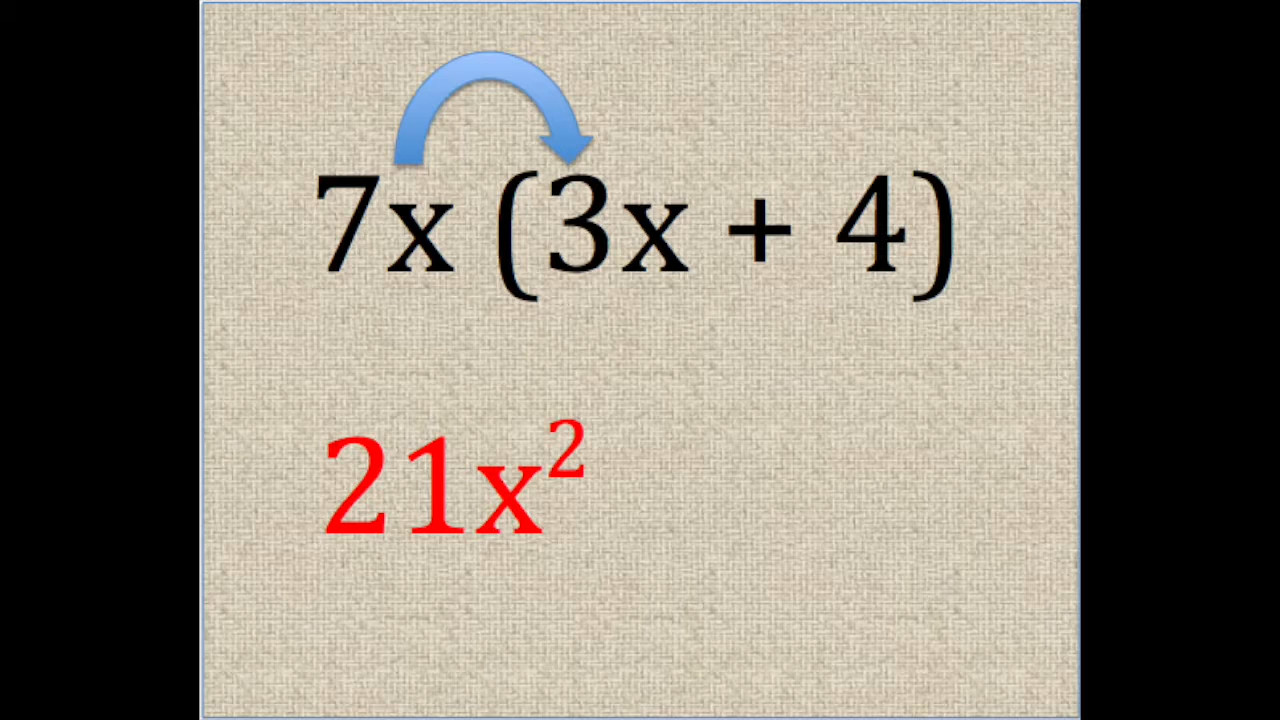 7x (3x + 4)
21x²